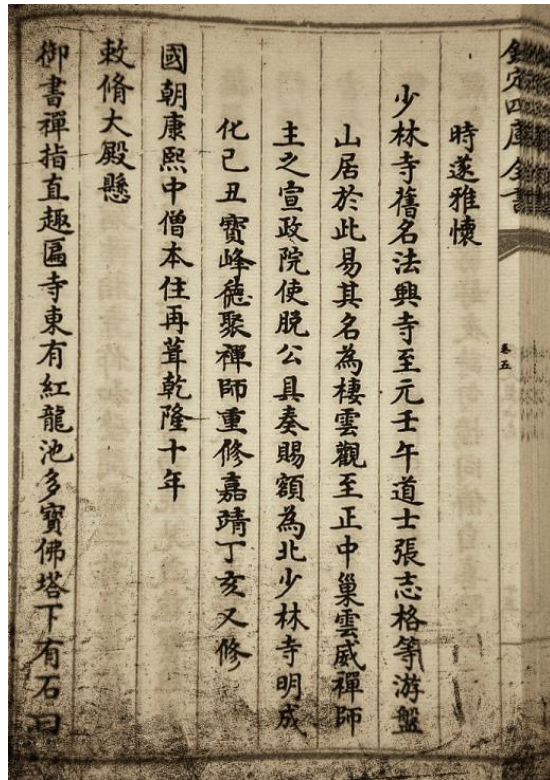 欽定四庫全書
卷五
時遂雅懷
少林寺舊名法興寺至元壬午道士張志格等游盤
山居於此易其名為棲雲觀至正中巢雲威禪師
主之宣政院使脫公具奏賜額為北少林寺明成
化己丑寶峰德聚禪師重修嘉靖丁亥又修
國朝康熙中僧本住再葺乾隆十年
敕脩大殿懸
御書禪指直趣匾寺東有紅龍池多寶佛塔下有石曰